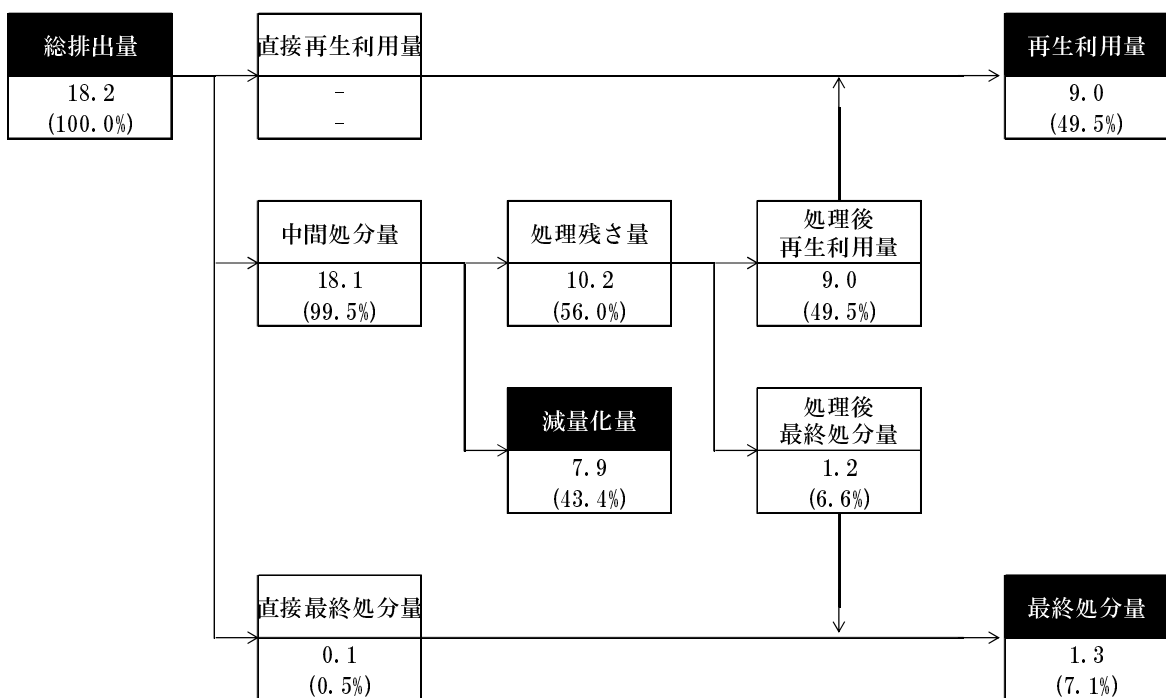 総排出量
18.2
(100.0%)
直接再生利用量
-
-
再生利用量
9.0
(49.5%)
中間処分量
18.1
(99.5%)
処理残さ量
10.2
(56.0%)
処理後
再生利用量
9.0
(49.5%)
減量化量
7.9
(43.4%)
処理後
最終処分量
1.2
(6.6%)
直接最終処分量
0.1
(0.5%)
最終処分量
1.3
(7.1%)